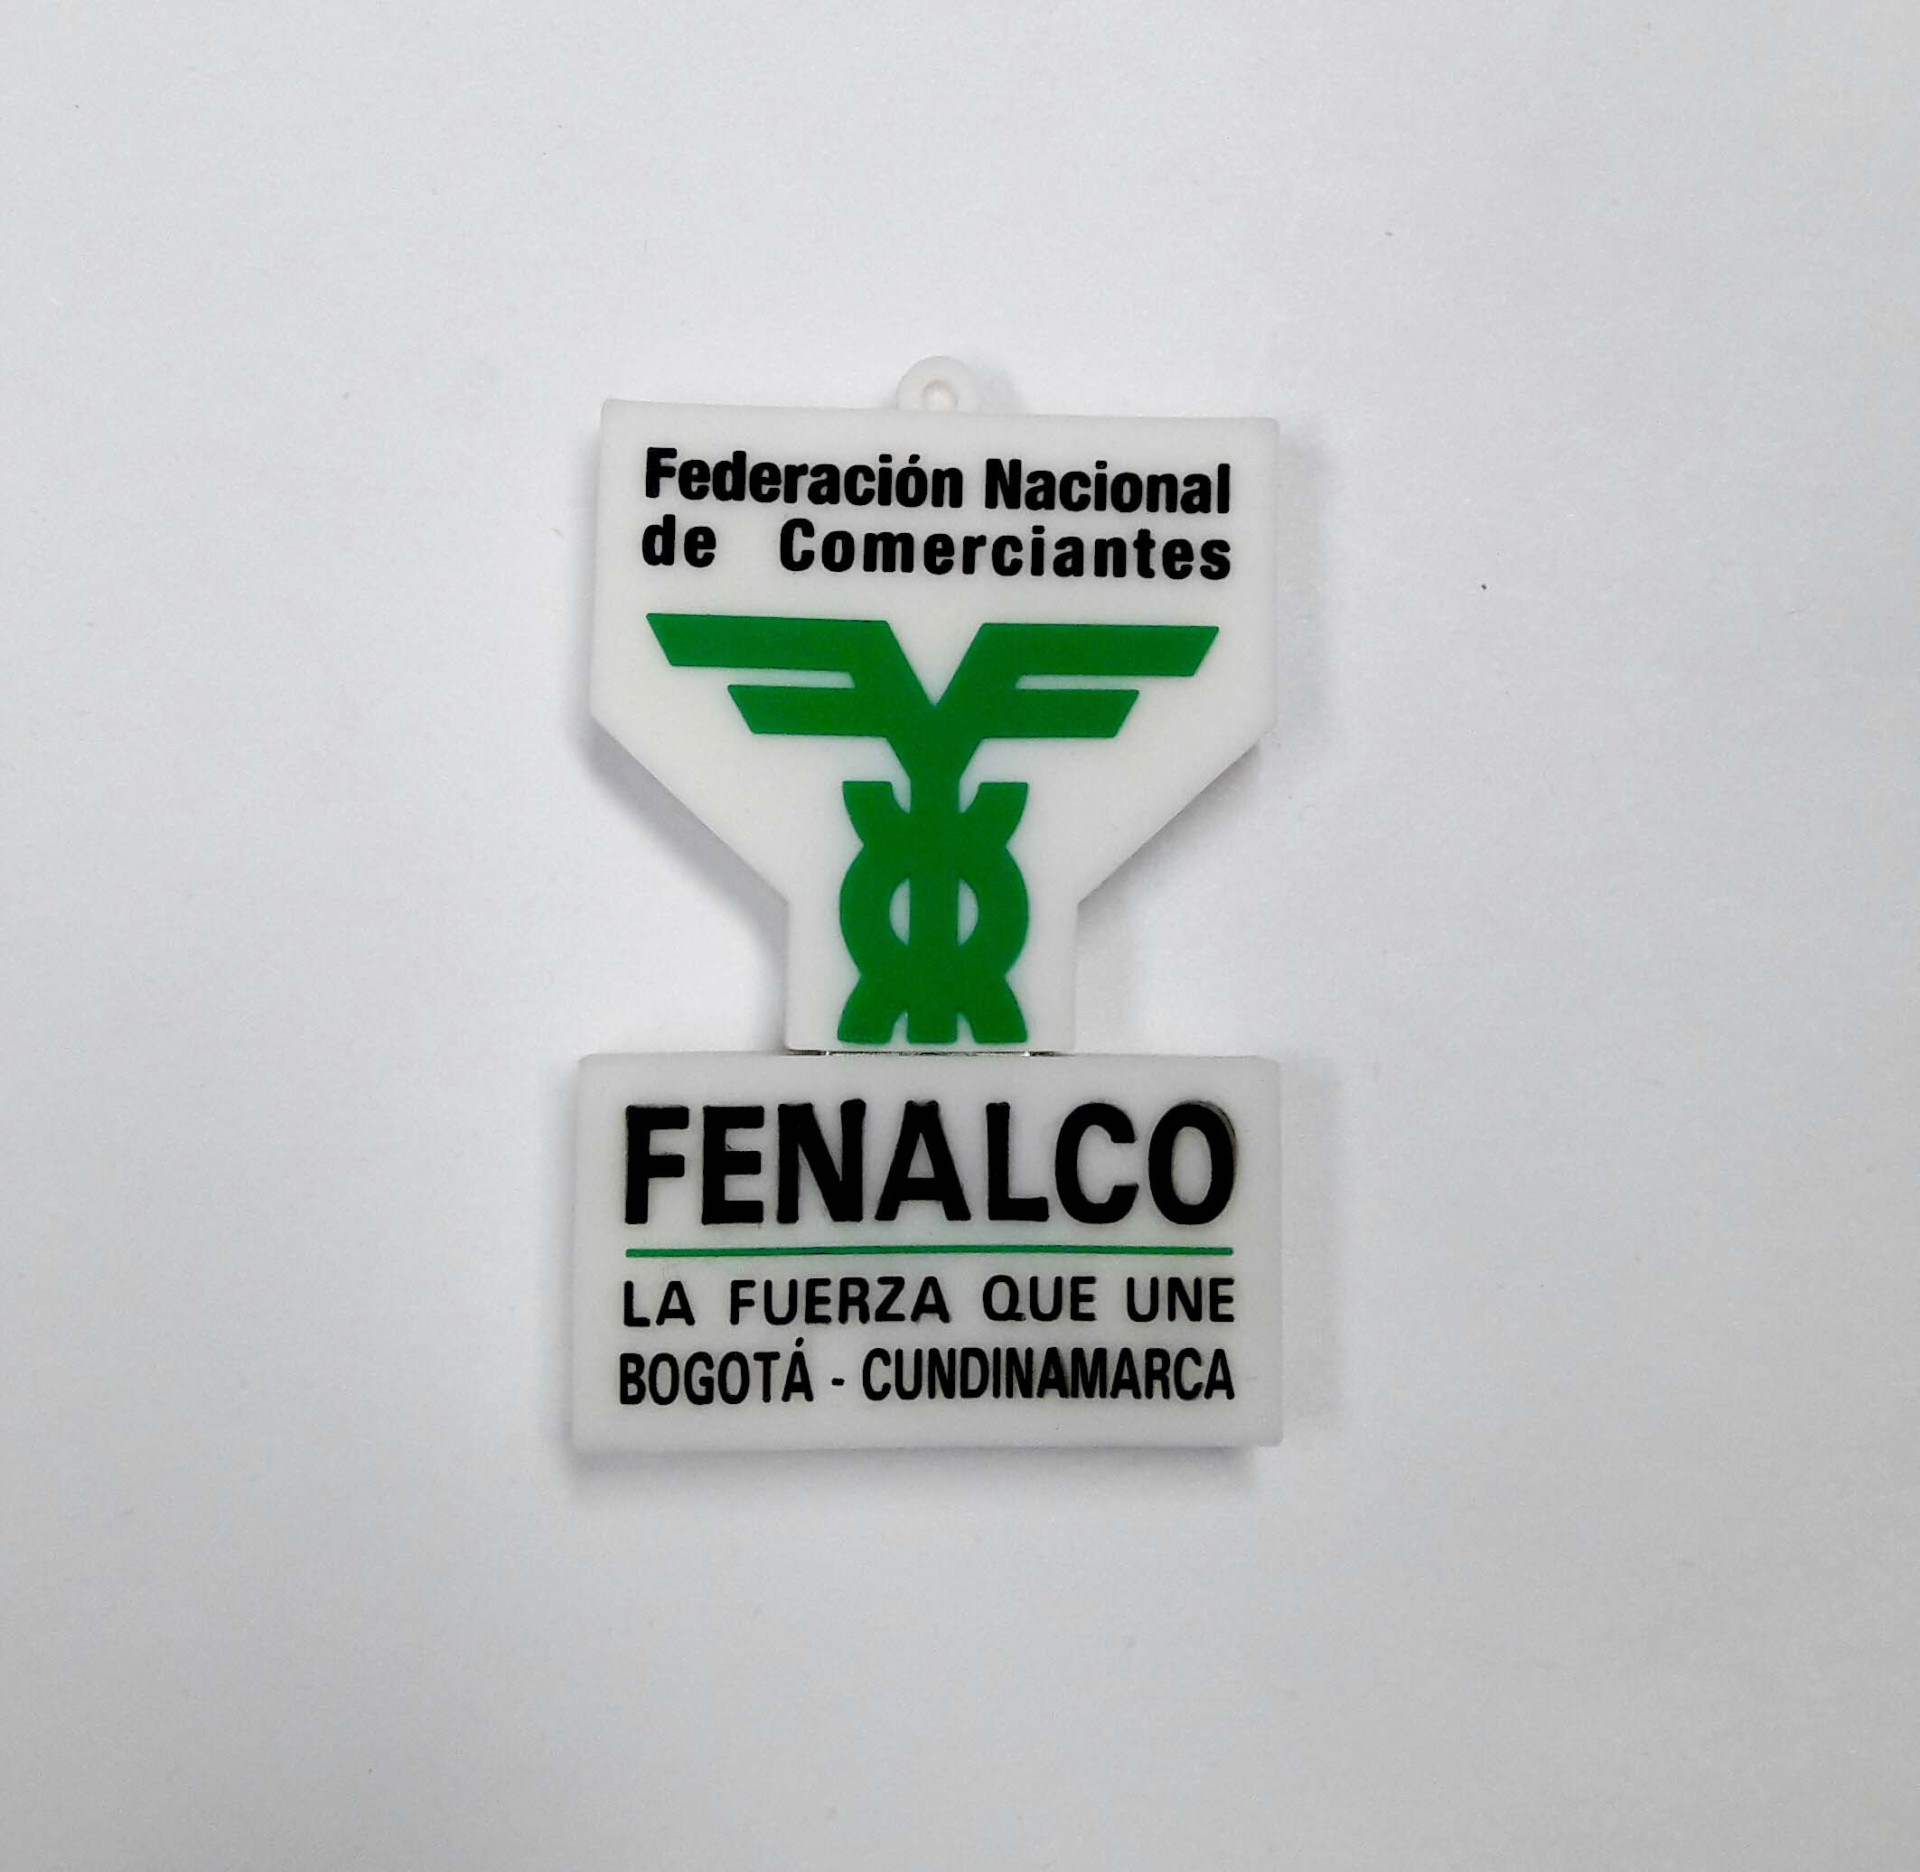 Federación Nacional
de Comerciantes
FENALCO
LA FUERZA QUE UNE
BOGOTÁ - CUNDINAMARCA